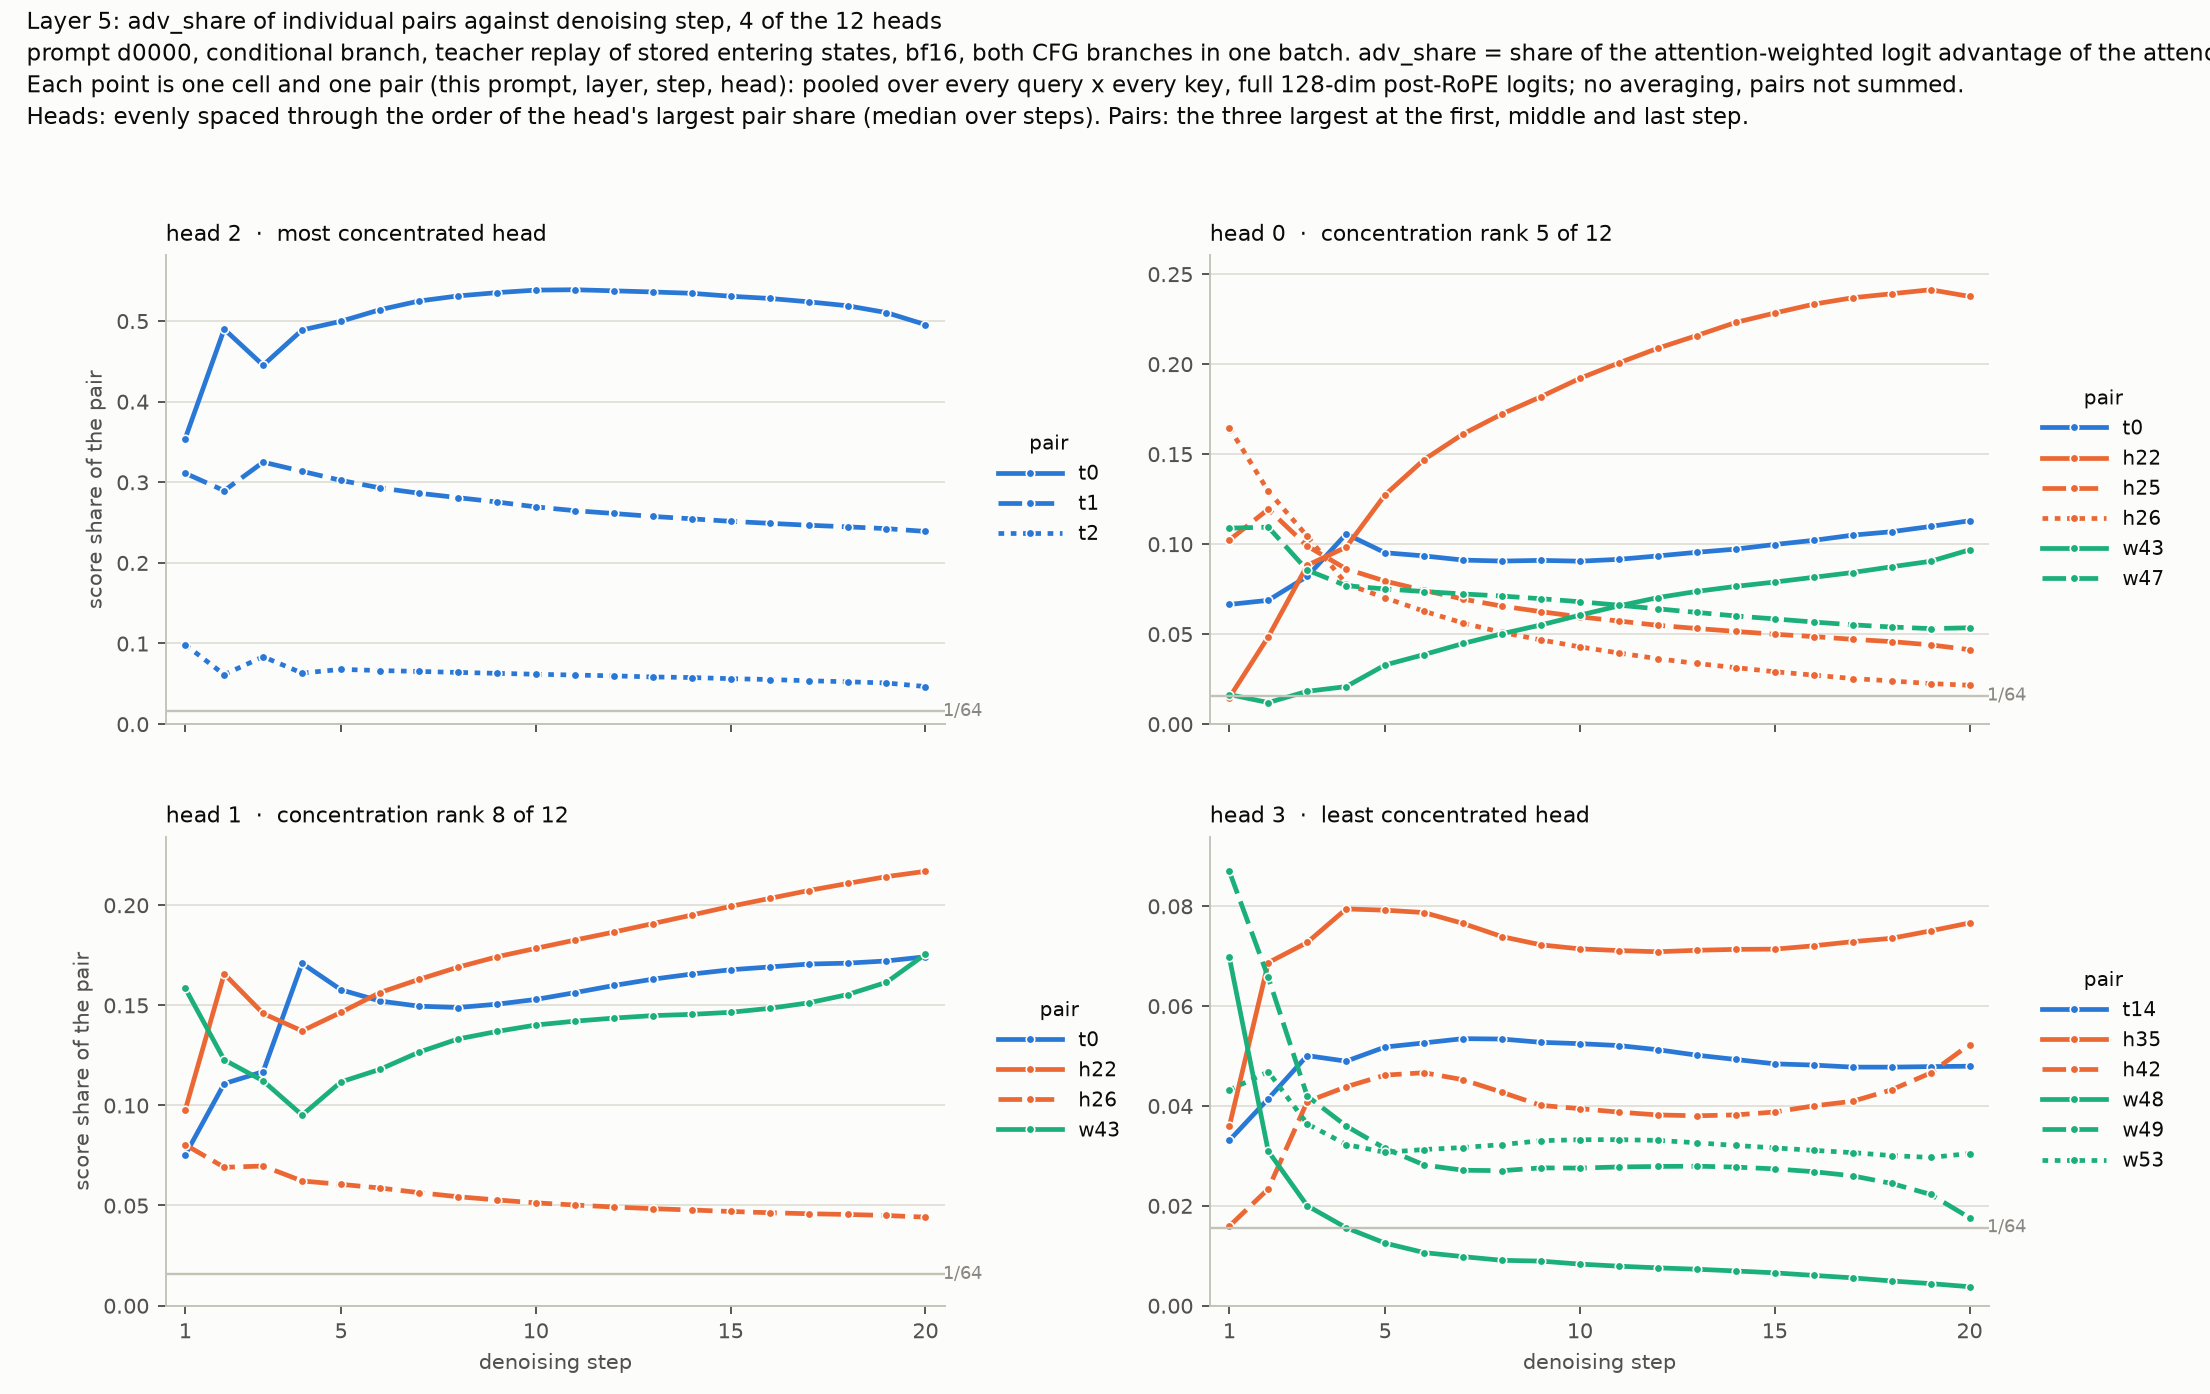 Layer 5: adv_share of individual pairs against denoising step, 4 of the 12 heads
prompt d0000, conditional branch, teacher replay of stored entering states, bf16, both CFG branches in one batch. adv_share = share of the attention-weighted logit advantage of the
Each point is one cell and one pair (this prompt, layer, step, head): pooled over every query x every key, full 128-dim post-RoPE logits; no averaging, pairs not summed.
Heads: evenly spaced through the order of the head's largest pair share (median over steps). Pairs: the three largest at the first, middle and last step.
head 2 · most concentrated head
score share of the pair
0.5
0.4
0.3
0.2
0.1
0.0
1/64
pair
t0
t1
t2
head 0 · concentration rank 5 of 12
0.25
0.20
0.15
0.10
0.05
0.00
1/64
pair
t0
h22
h25
h26
w43
w47
head 1 · concentration rank 8 of 12
score share of the pair
0.20
0.15
0.10
0.05
0.00
1/64
1
5
10
15
20
denoising step
pair
t0
h22
h26
w43
head 3 · least concentrated head
0.08
0.06
0.04
0.02
0.00
1/64
1
5
10
15
20
denoising step
pair
t14
h35
h42
w48
w49
w53